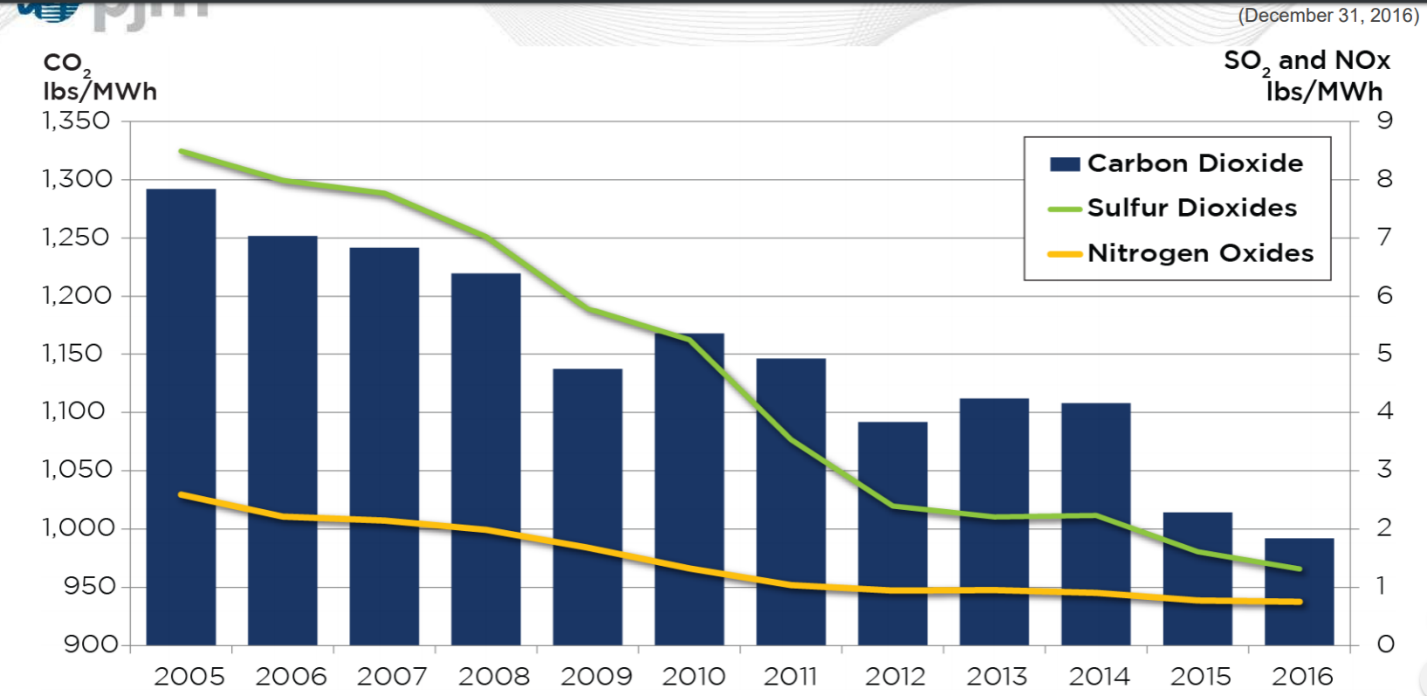 pjm
(December 31, 2016)
CO2
lbs/MWh
SO2 and NOx
lbs/MWh
1,350
1,300
1,250
1,200
1,150
1,100
1,050
1,000
950
900
9
8
7
6
5
4
3
2
1
0
Carbon Dioxide
Sulfur Dioxides
Nitrogen Oxides
2005 2006 2007 2008 2009 2010 2011 2012 2013 2014 2015 2016